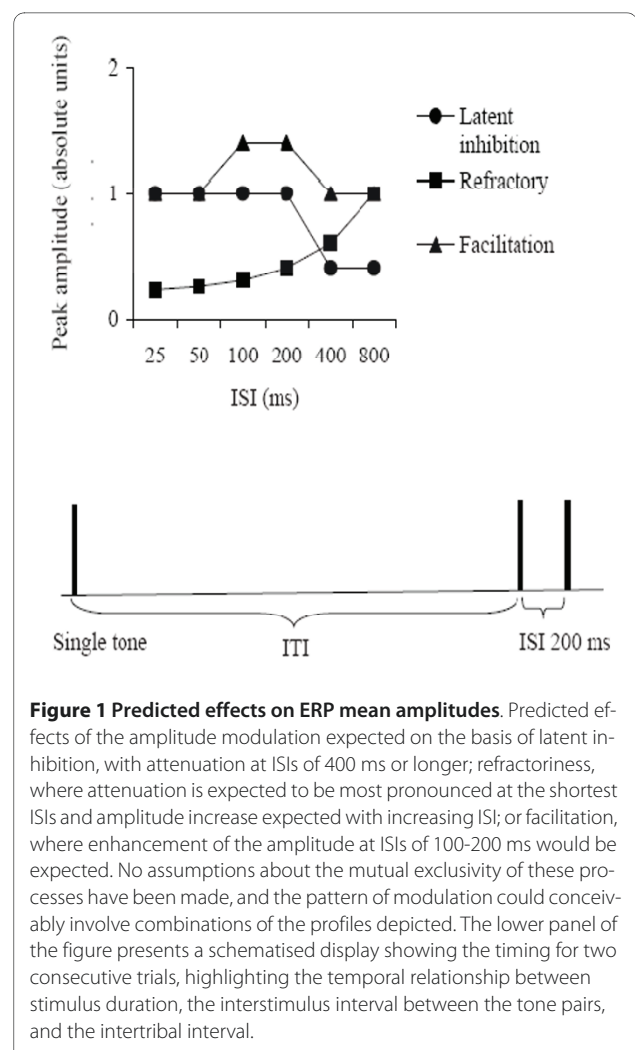 2
Peak amplitude (absolute units)
1
0
25 50 100 200 400 800
ISI (ms)
Latent
inhibition
Refractory
Facilitation
Single tone
ITI
ISI 200 ms
Figure 1 Predicted effects on ERP mean amplitudes. Predicted ef-
fects of the amplitude modulation expected on the basis of latent in-
hibition, with attenuation at ISIs of 400 ms or longer; refractoriness,
where attenuation is expected to be most pronounced at the shortest
ISIs and amplitude increase expected with increasing ISI; or facilitation,
where enhancement of the amplitude at ISIs of 100-200 ms would be
expected. No assumptions about the mutual exclusivity of these pro-
cesses have been made, and the pattern of modulation could conceiv-
ably involve combinations of the profiles depicted. The lower panel of
the figure presents a schematised display showing the timing for two
consecutive trials, highlighting the temporal relationship between
stimulus duration, the interstimulus interval between the tone pairs,
and the intertribal interval.